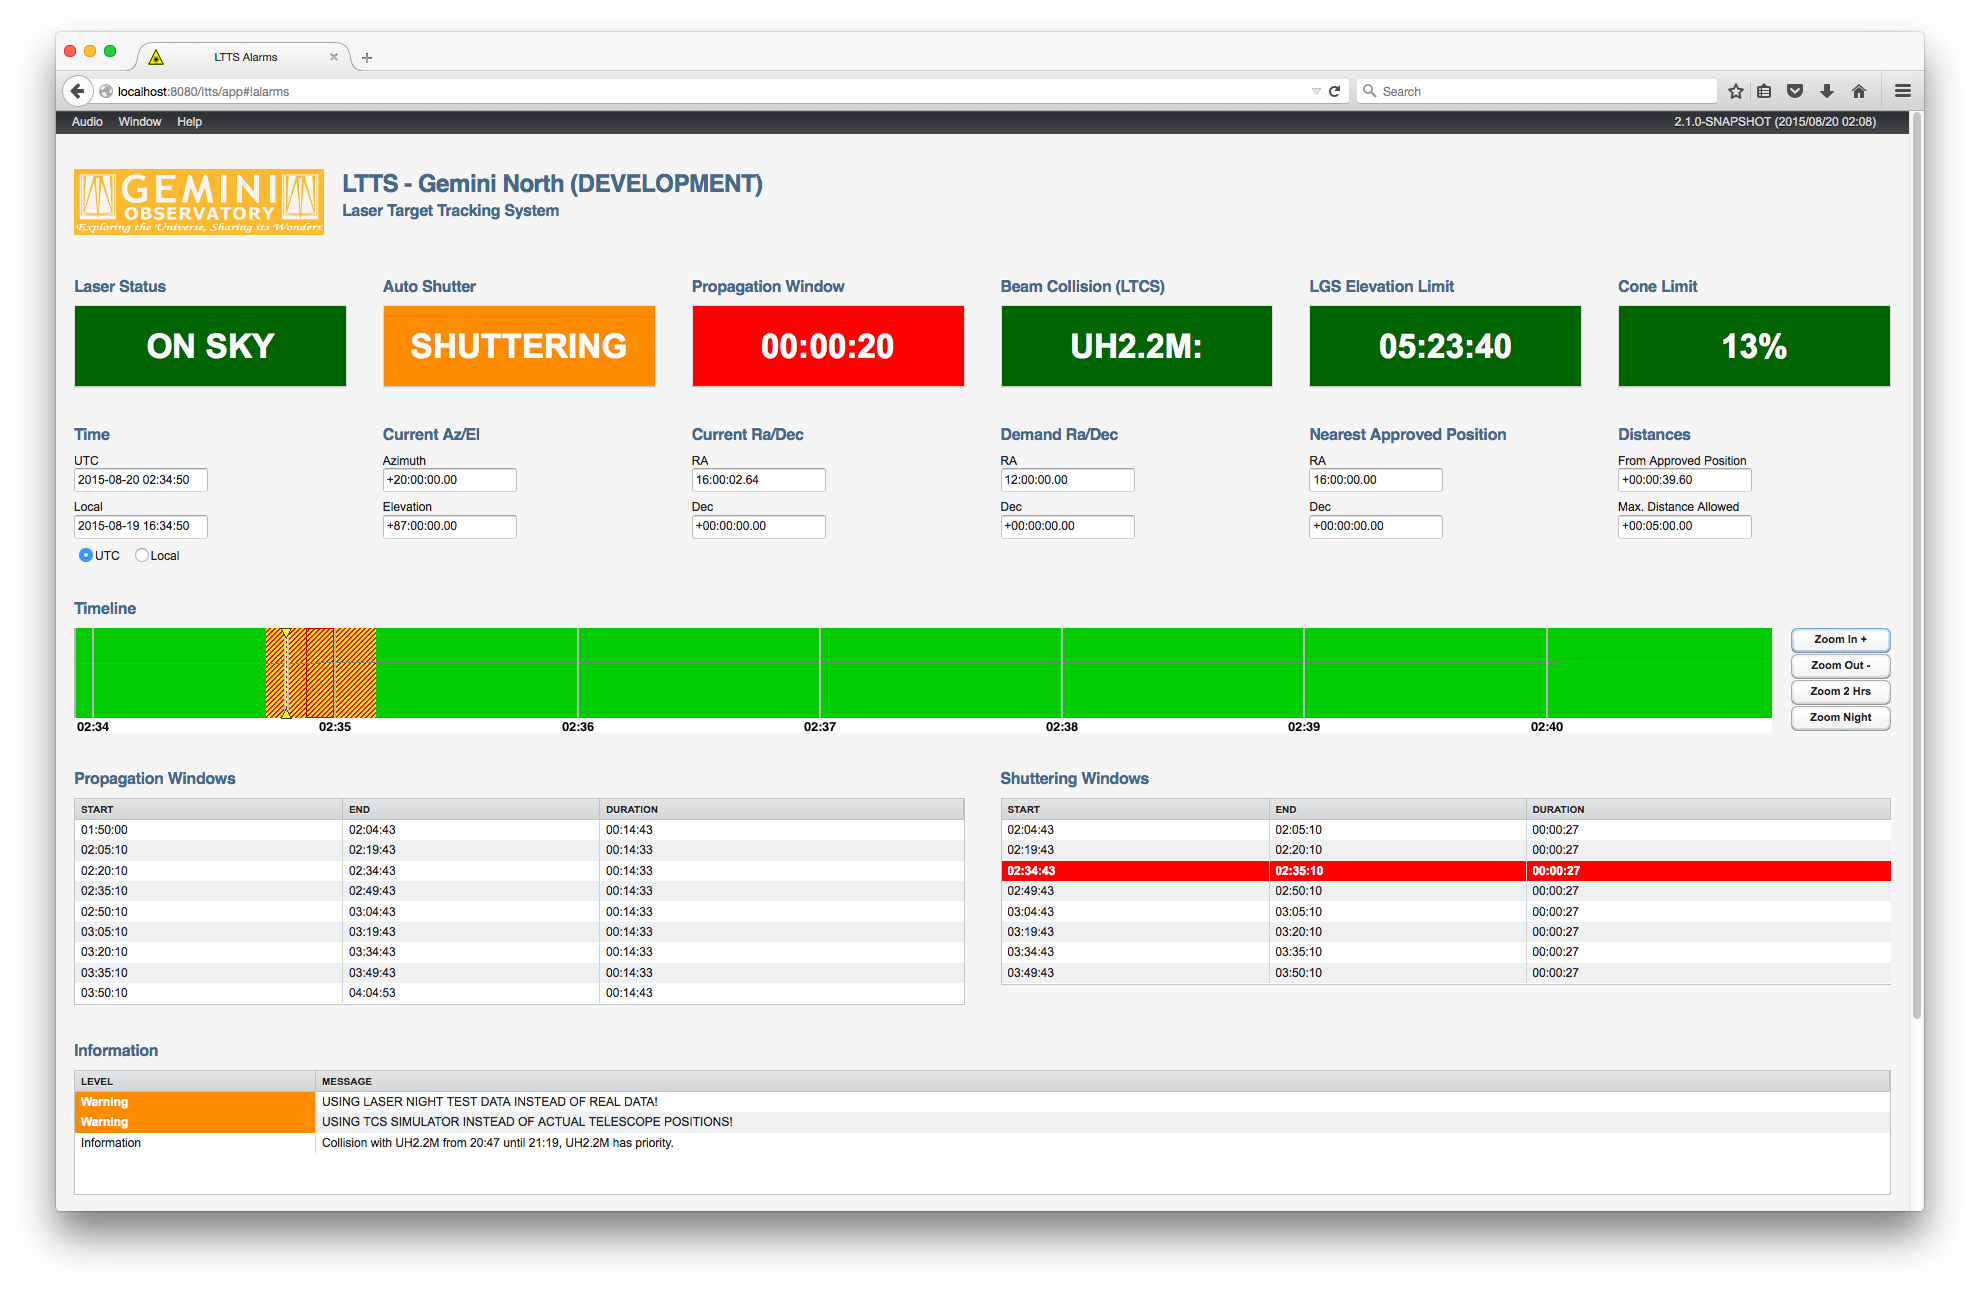 LTTS Alarms
localhost:8080/ltts/app#!alarms
Search
Audio Window Help
2.1.0-SNAPSHOT (2015/08/20 02:08)
GEMINI
OBSERVATORY
Exploring the Universe, Sharing its Wonders
LTTS - Gemini North (DEVELOPMENT)
Laser Target Tracking System
Laser Status Auto Shutter Propagation Window Beam Collision (LTCS) LGS Elevation Limit Cone Limit
ON SKY SHUTTERING 00:00:20 UH2.2M: 05:23:40 13%
Time Current Az/El Current Ra/Dec Demand Ra/Dec Nearest Approved Position Distances
UTC Azimuth RA RA RA From Approved Position
2015-08-20 02:34:50 +20:00:00.00 16:00:02.64 12:00:00.00 16:00:00.00 +00:00:39.60
Local Elevation Dec Dec Dec Max. Distance Allowed
2015-08-19 16:34:50 +87:00:00.00 +00:00:00.00 +00:00:00.00 +00:00:00.00 +00:05:00.00
UTC Local
Timeline
Zoom In +
Zoom Out -
Zoom 2 Hrs
Zoom Night
02:34 02:35 02:36 02:37 02:38 02:39 02:40
Propagation Windows
START END DURATION
01:50:00 02:04:43 00:14:43
02:05:10 02:19:43 00:14:33
02:20:10 02:34:43 00:14:33
02:35:10 02:49:43 00:14:33
02:50:10 03:04:43 00:14:33
03:05:10 03:19:43 00:14:33
03:20:10 03:34:43 00:14:33
03:35:10 03:49:43 00:14:33
03:50:10 04:04:53 00:14:43
Shuttering Windows
START END DURATION
02:04:43 02:05:10 00:00:27
02:19:43 02:20:10 00:00:27
02:34:43 02:35:10 00:00:27
02:49:43 02:50:10 00:00:27
03:04:43 03:05:10 00:00:27
03:19:43 03:20:10 00:00:27
03:34:43 03:35:10 00:00:27
03:49:43 03:50:10 00:00:27
Information
LEVEL MESSAGE
Warning USING LASER NIGHT TEST DATA INSTEAD OF REAL DATA!
Warning USING TCS SIMULATOR INSTEAD OF ACTUAL TELESCOPE POSITIONS!
Information Collision with UH2.2M from 20:47 until 21:19, UH2.2M has priority.